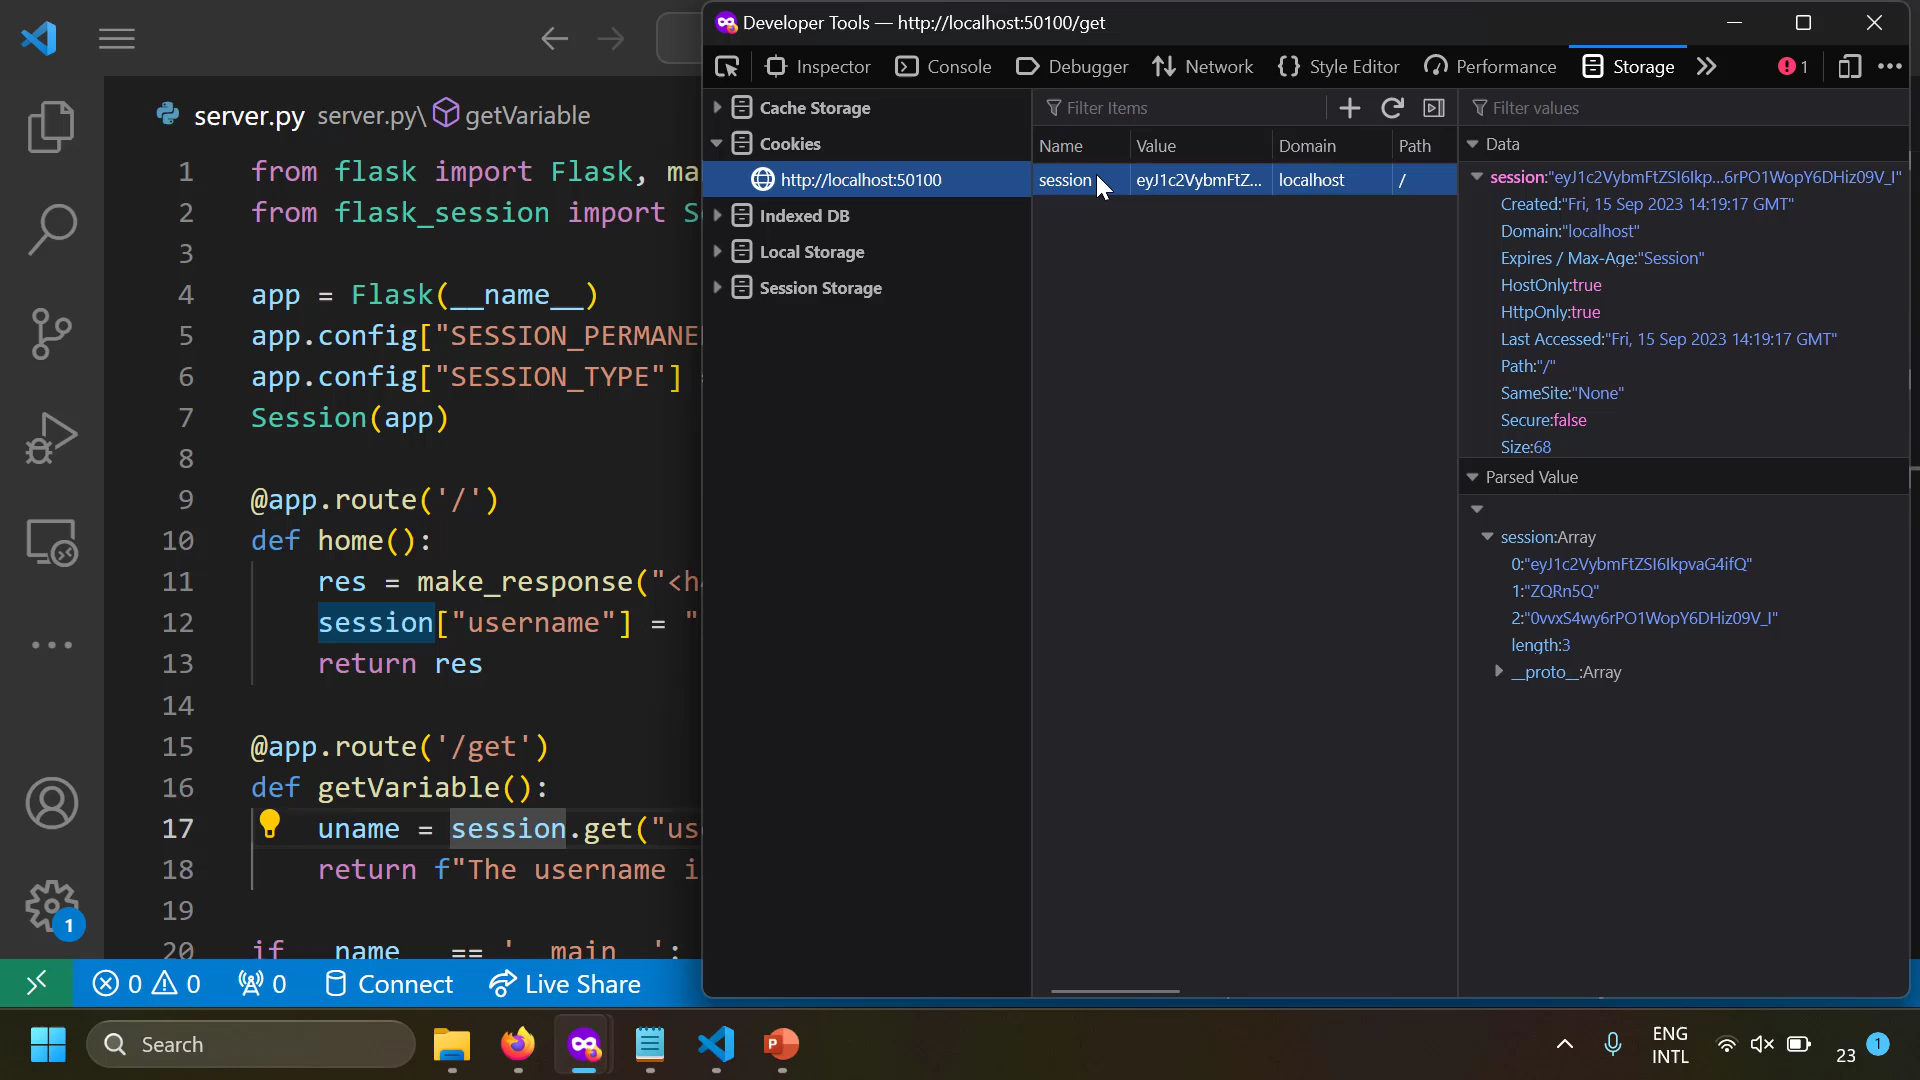 server.py server.py\ getVariable
1 from flask import Flask, ma
2 from flask_session import S
3
4 app = Flask(__name__)
5 app.config["SESSION_PERMANE
6 app.config["SESSION_TYPE"]
7 Session(app)
8
9 @app.route('/')
10 def home():
11 res = make_response("<h
12 session["username"] = "
13 return res
14
15 @app.route('/get')
16 def getVariable():
17 uname = session.get("us
18 return f"The username i
19
20 if __name__ == '__main__':
0 0 0 Connect Live Share
1
Developer Tools — http://localhost:50100/get
Inspector Console Debugger Network Style Editor Performance Storage 1
Cache Storage
Cookies
http://localhost:50100
Indexed DB
Local Storage
Session Storage
Filter Items
Name Value Domain Path
session eyJ1c2VybmFtZ... localhost /
Filter values
Data
session:"eyJ1c2VybmFtZSI6Ikp...6rPO1WopY6DHiz09V_I"
Created:"Fri, 15 Sep 2023 14:19:17 GMT"
Domain:"localhost"
Expires / Max-Age:"Session"
HostOnly:true
HttpOnly:true
Last Accessed:"Fri, 15 Sep 2023 14:19:17 GMT"
Path:"/"
SameSite:"None"
Secure:false
Size:68
Parsed Value
session:Array
0:"eyJ1c2VybmFtZSI6IkpvaG4ifQ"
1:"ZQRn5Q"
2:"0vvxS4wy6rPO1WopY6DHiz09V_I"
length:3
__proto__:Array
Search
P
ENG
INTL
23
1